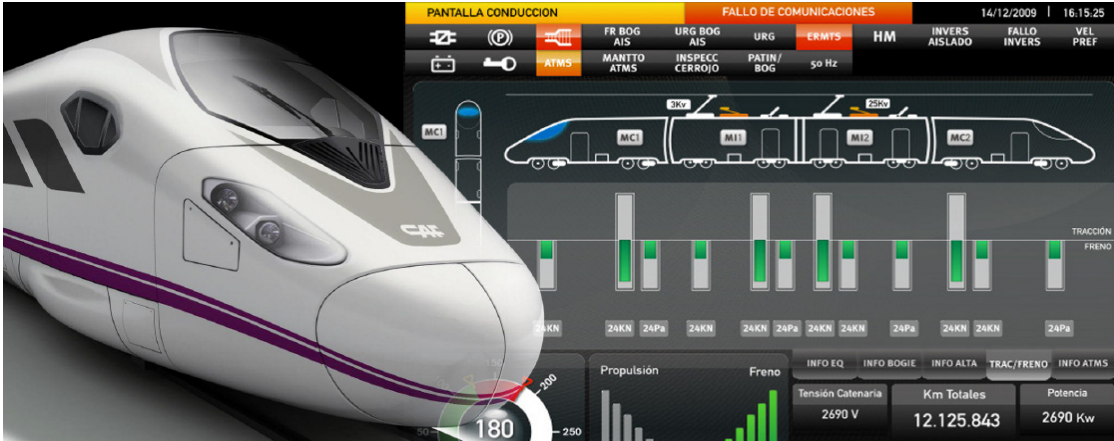 PANTALLA CONDUCCION
FALLO DE COMUNICACIONES
14/12/2009 | 16:15:25
(P)
FR BOG
AIS
URG BOG
AIS
URG
ERMTS
HM
INVERS
AISLADO
FALLO
INVERS
VEL
PREF
ATMS
MANTTO
ATMS
INSPECC
CERROJO
PATIN/
BOG
50 Hz
3Kv
25Kv
MC1
MC1
MI1
MI2
MC2
CAF
TRACCIÓN
FRENO
24KN 24KN 24Pa 24KN 24KN 24Pa 24KN 24KN 24Pa 24KN 24KN 24Pa
INFO EQ INFO BOGIE INFO ALTA TRAC/FRENO INFO ATMS
Propulsión
Freno
Tensión Catenaria
2690 V
Km Totales
12.125.843
Potencia
2690 Kw
50
150
200
250
180